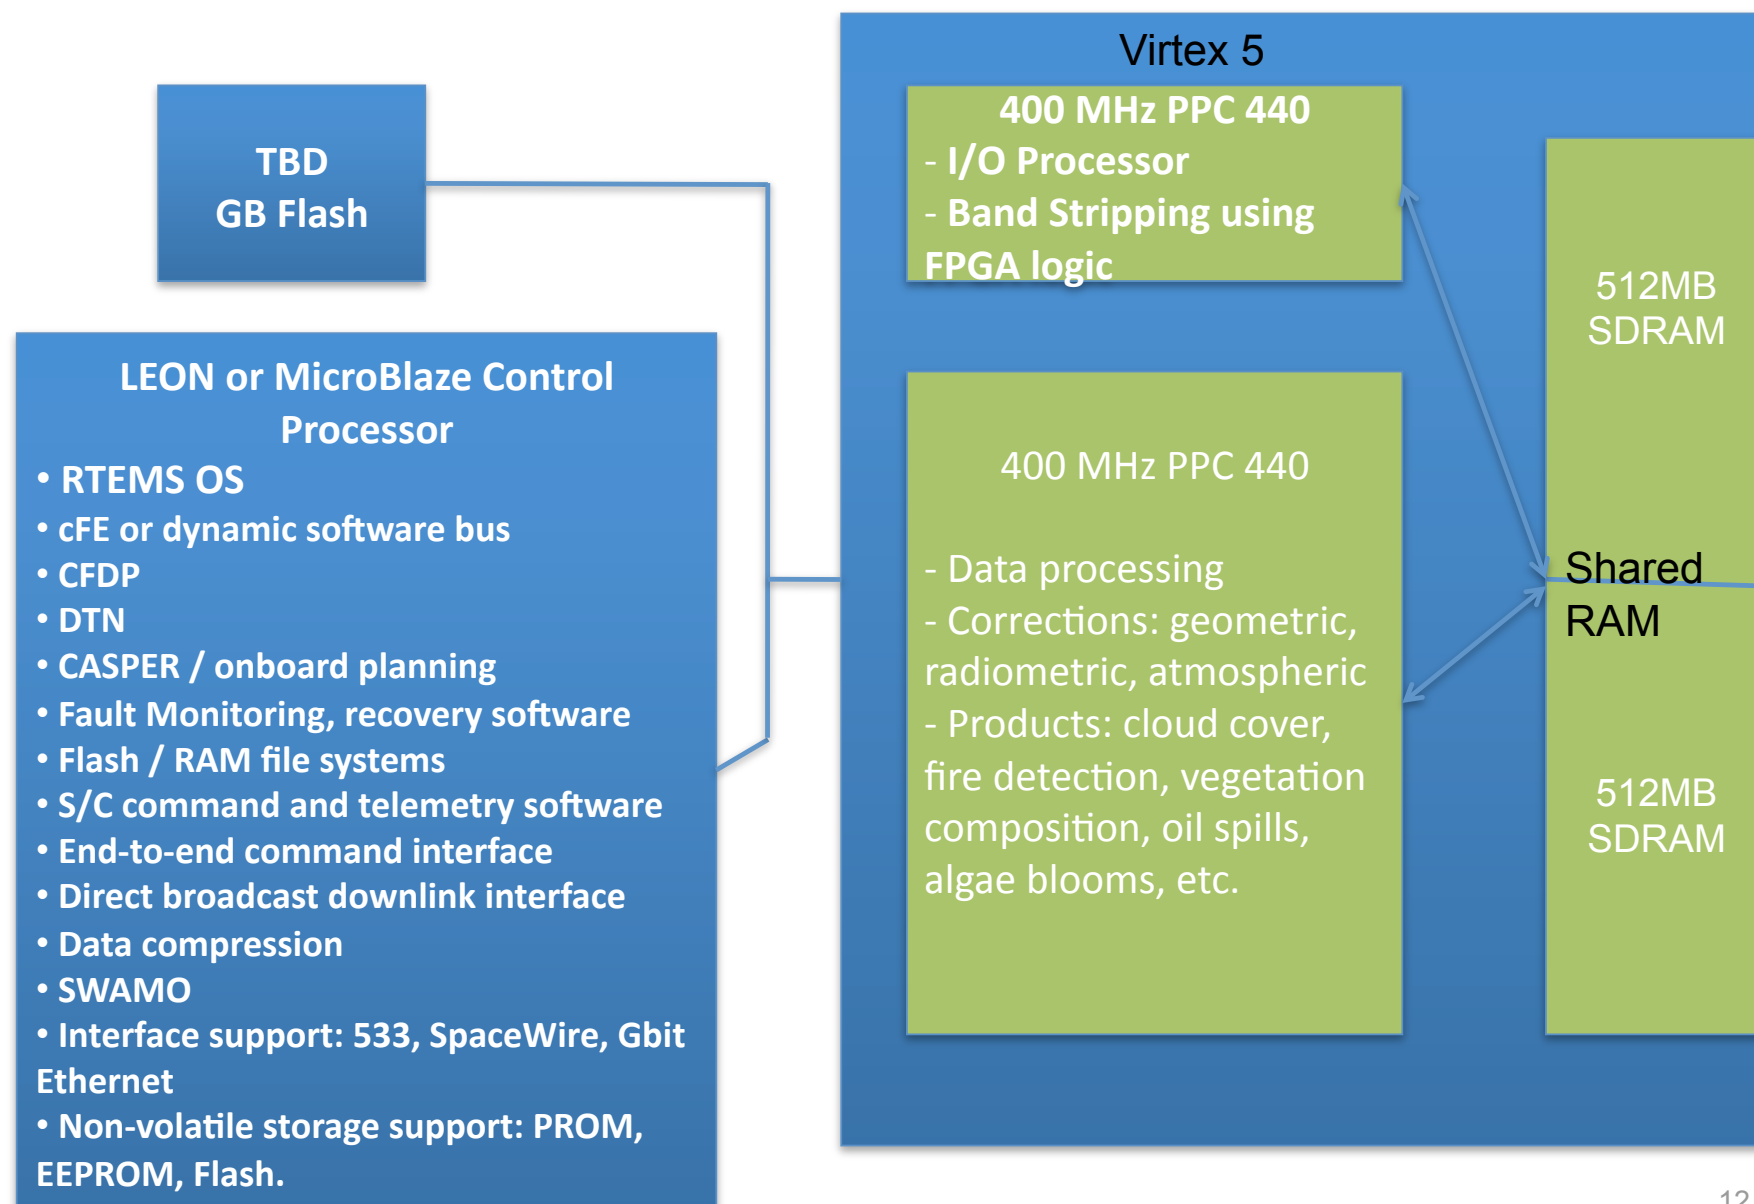 TBD
GB Flash
LEON or MicroBlaze Control
Processor
• RTEMS OS
• cFE or dynamic software bus
• CFDP
• DTN
• CASPER / onboard planning
• Fault Monitoring, recovery software
• Flash / RAM file systems
• S/C command and telemetry software
• End-to-end command interface
• Direct broadcast downlink interface
• Data compression
• SWAMO
• Interface support: 533, SpaceWire, Gbit
Ethernet
• Non-volatile storage support: PROM,
EEPROM, Flash.
Virtex 5
400 MHz PPC 440
- I/O Processor
- Band Stripping using
FPGA logic
400 MHz PPC 440
- Data processing
- Corrections: geometric,
radiometric, atmospheric
- Products: cloud cover,
fire detection, vegetation
composition, oil spills,
algae blooms, etc.
512MB
SDRAM
Shared
RAM
512MB
SDRAM
12